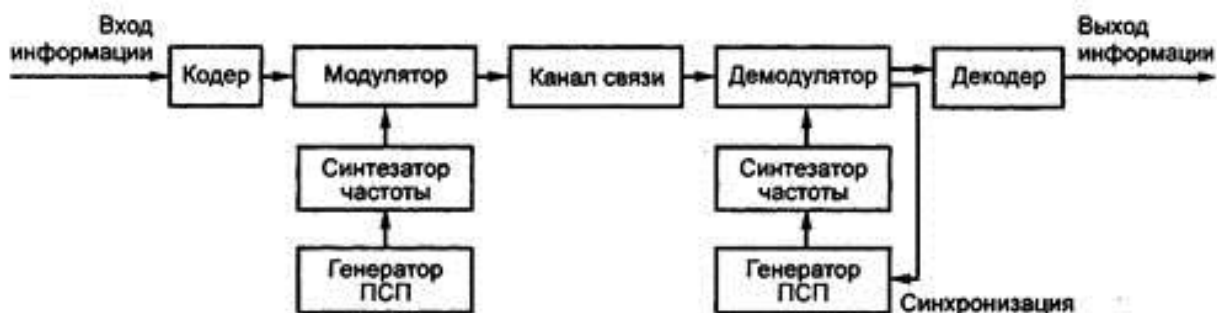 Вход
информации
Кодер
Модулятор
Канал связи
Демодулятор
Декодер
Выход
информации
Синтезатор
частоты
Синтезатор
частоты
Генератор
ПСП
Генератор
ПСП
Синхронизация